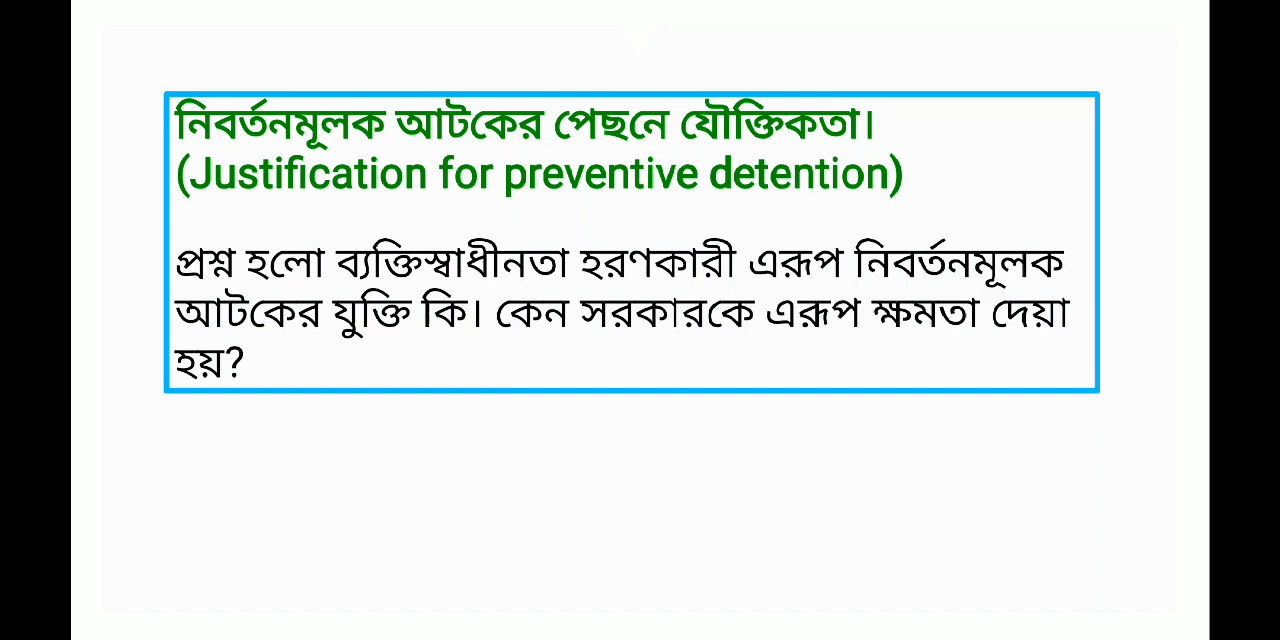 নিবর্তনমূলক আটকের পেছনে যৌক্তিকতা।
(Justification for preventive detention)
প্রশ্ন হলো ব্যক্তিস্বাধীনতা হরণকারী এরূপ নিবর্তনমূলক
আটকের যুক্তি কি। কেন সরকারকে এরূপ ক্ষমতা দেয়া
হয়?